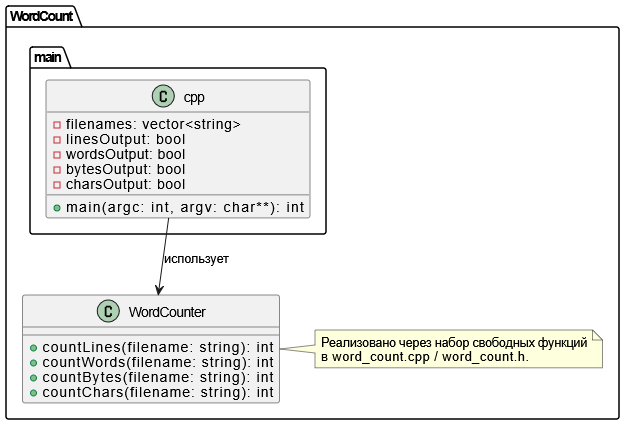 WordCount
main
C cpp
filenames: vector<string>
linesOutput: bool
wordsOutput: bool
bytesOutput: bool
charsOutput: bool
main(argc: int, argv: char**): int
использует
C WordCounter
countLines(filename: string): int
countWords(filename: string): int
countBytes(filename: string): int
countChars(filename: string): int
Реализовано через набор свободных функций
в word_count.cpp / word_count.h.